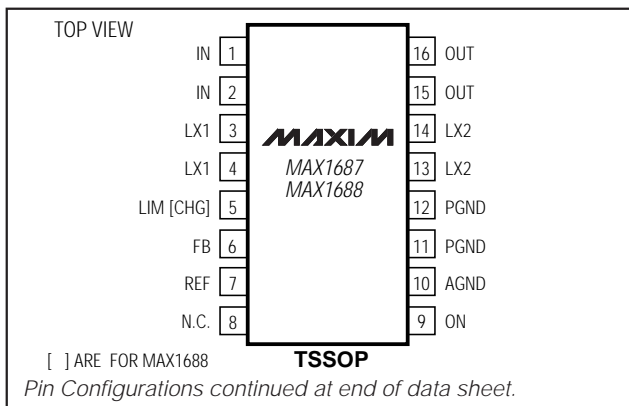 TOP VIEW
IN 1 16 OUT
IN 2 15 OUT
LX1 3 14 LX2
MAXIM
LX1 4 MAX1687 13 LX2
MAX1688
LIM [CHG] 5 12 PGND
FB 6 11 PGND
REF 7 10 AGND
N.C. 8 9 ON
[ ] ARE FOR MAX1688 TSSOP
Pin Configurations continued at end of data sheet.